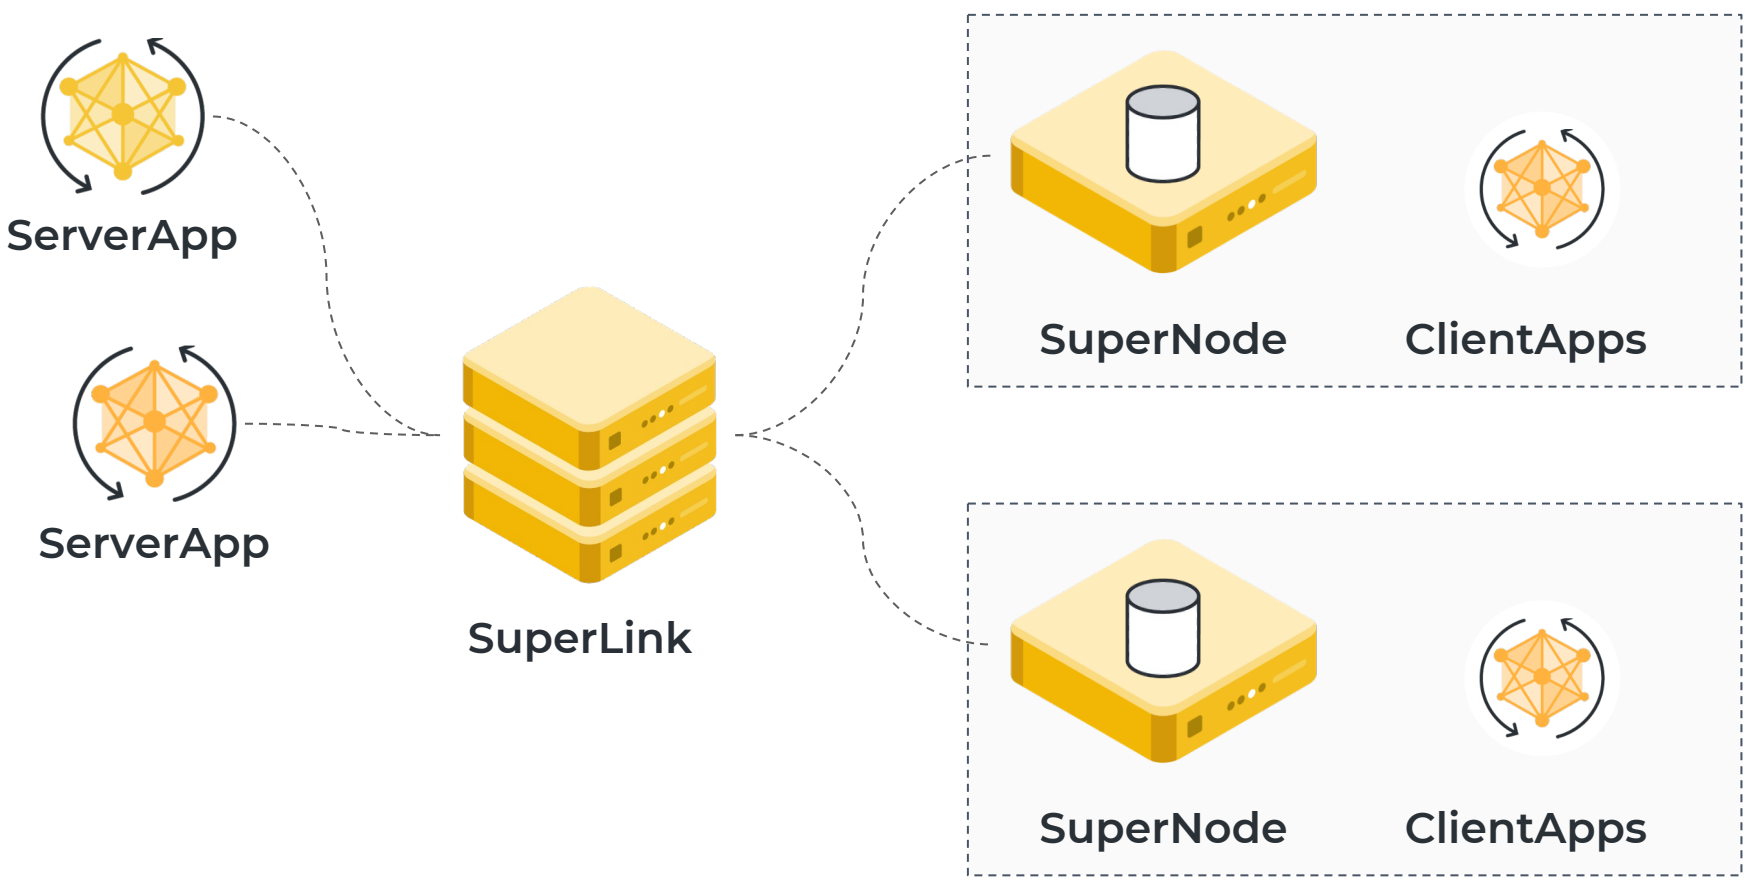 ServerApp
ServerApp
SuperLink
SuperNode
ClientApps
SuperNode
ClientApps